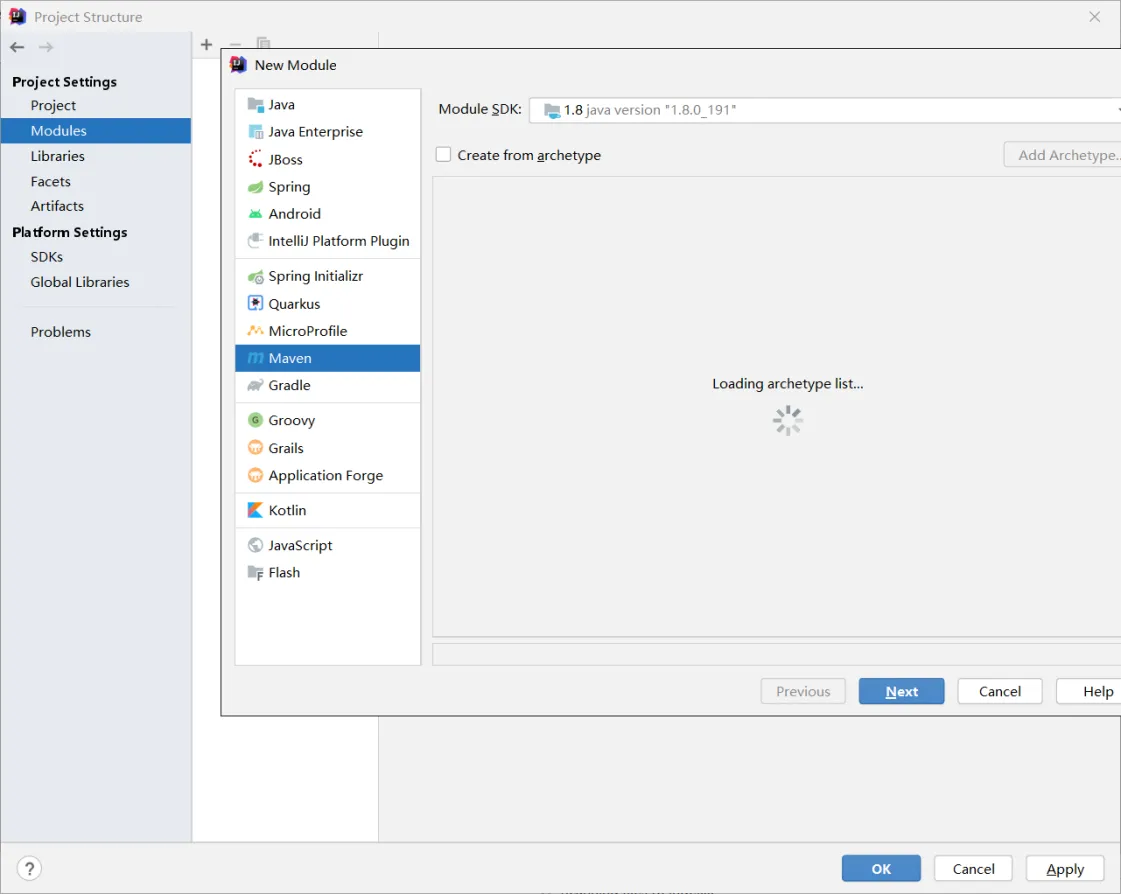 Project Structure
Project Settings
Project
Modules
Libraries
Facets
Artifacts
Platform Settings
SDKs
Global Libraries
Problems
New Module
Java
Java Enterprise
JBoss
Spring
Android
IntelliJ Platform Plugin
Spring Initializr
Quarkus
MicroProfile
Maven
Gradle
Groovy
Grails
Application Forge
Kotlin
JavaScript
Flash
Module SDK: 1.8 java version "1.8.0_191"
Create from archetype
Add Archetype..
Loading archetype list...
Previous Next Cancel Help
? OK Cancel Apply